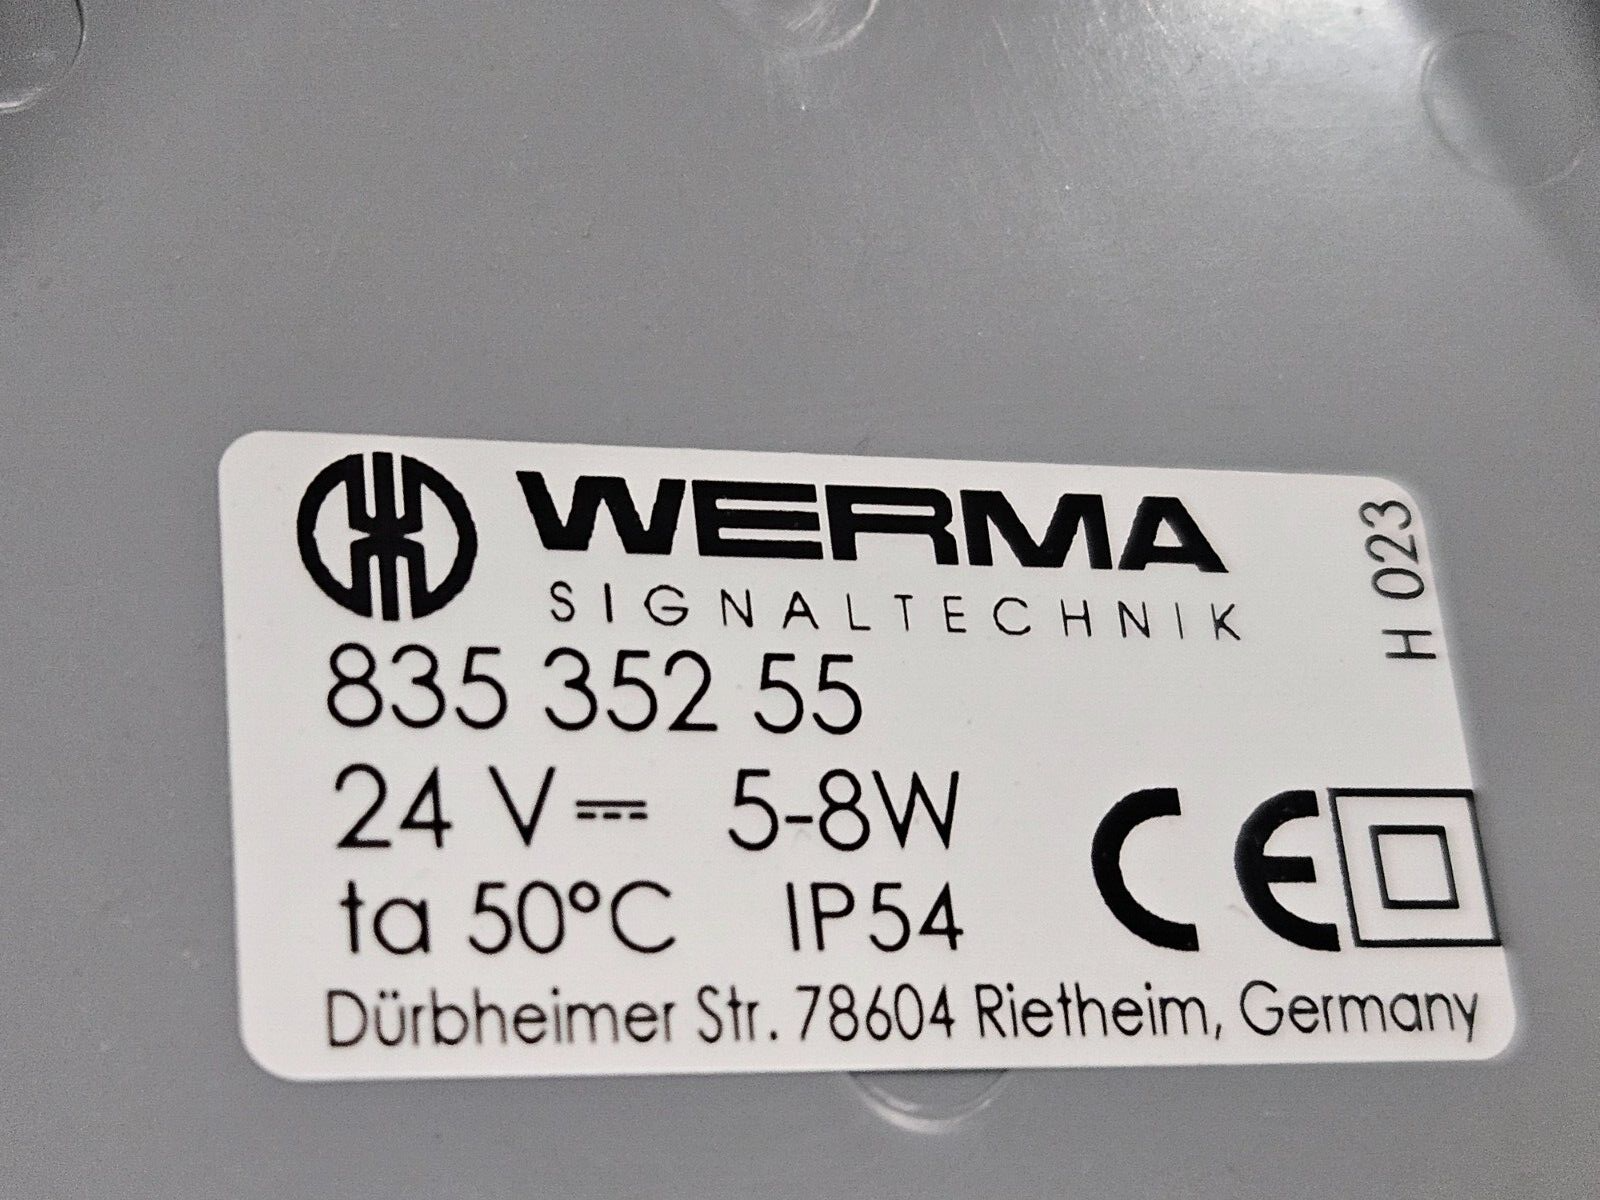 WERMA
SIGNALTECHNIK
H 023
835 352 55
24 V⎓ 5-8W
ta 50°C IP54
CE
Dürbheimer Str. 78604 Rietheim, Germany